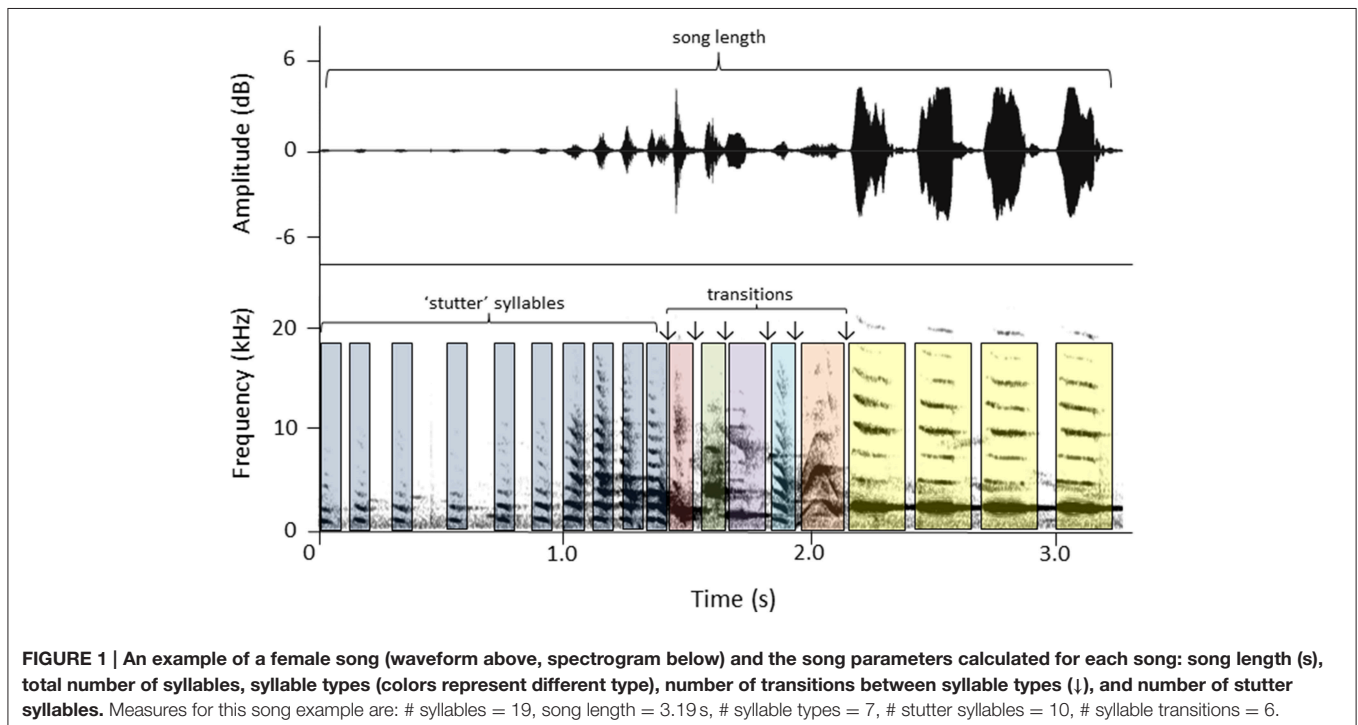 song length
6
0
-6
Amplitude (dB)
'stutter' syllables
transitions
20
10
0
Frequency (kHz)
0 1.0 2.0 3.0
Time (s)
FIGURE 1 | An example of a female song (waveform above, spectrogram below) and the song parameters calculated for each song: song length (s),
total number of syllables, syllable types (colors represent different type), number of transitions between syllable types (↓), and number of stutter
syllables. Measures for this song example are: # syllables = 19, song length = 3.19 s, # syllable types = 7, # stutter syllables = 10, # syllable transitions = 6.